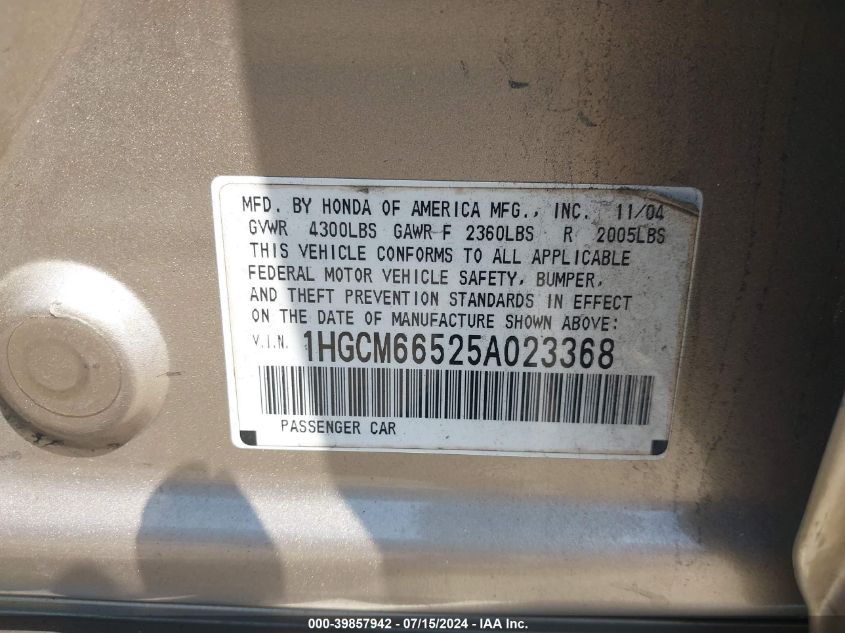 MFD. BY HONDA OF AMERICA MFG., INC. 11/04
GVWR 4300LBS GAWR F 2360LBS R 2005LBS
THIS VEHICLE CONFORMS TO ALL APPLICABLE
FEDERAL MOTOR VEHICLE SAFETY, BUMPER,
AND THEFT PREVENTION STANDARDS IN EFFECT
ON THE DATE OF MANUFACTURE SHOWN ABOVE:
V.I.N. 1HGCM66525A023368
PASSENGER CAR
000-39857942 - 07/15/2024 - IAA Inc.